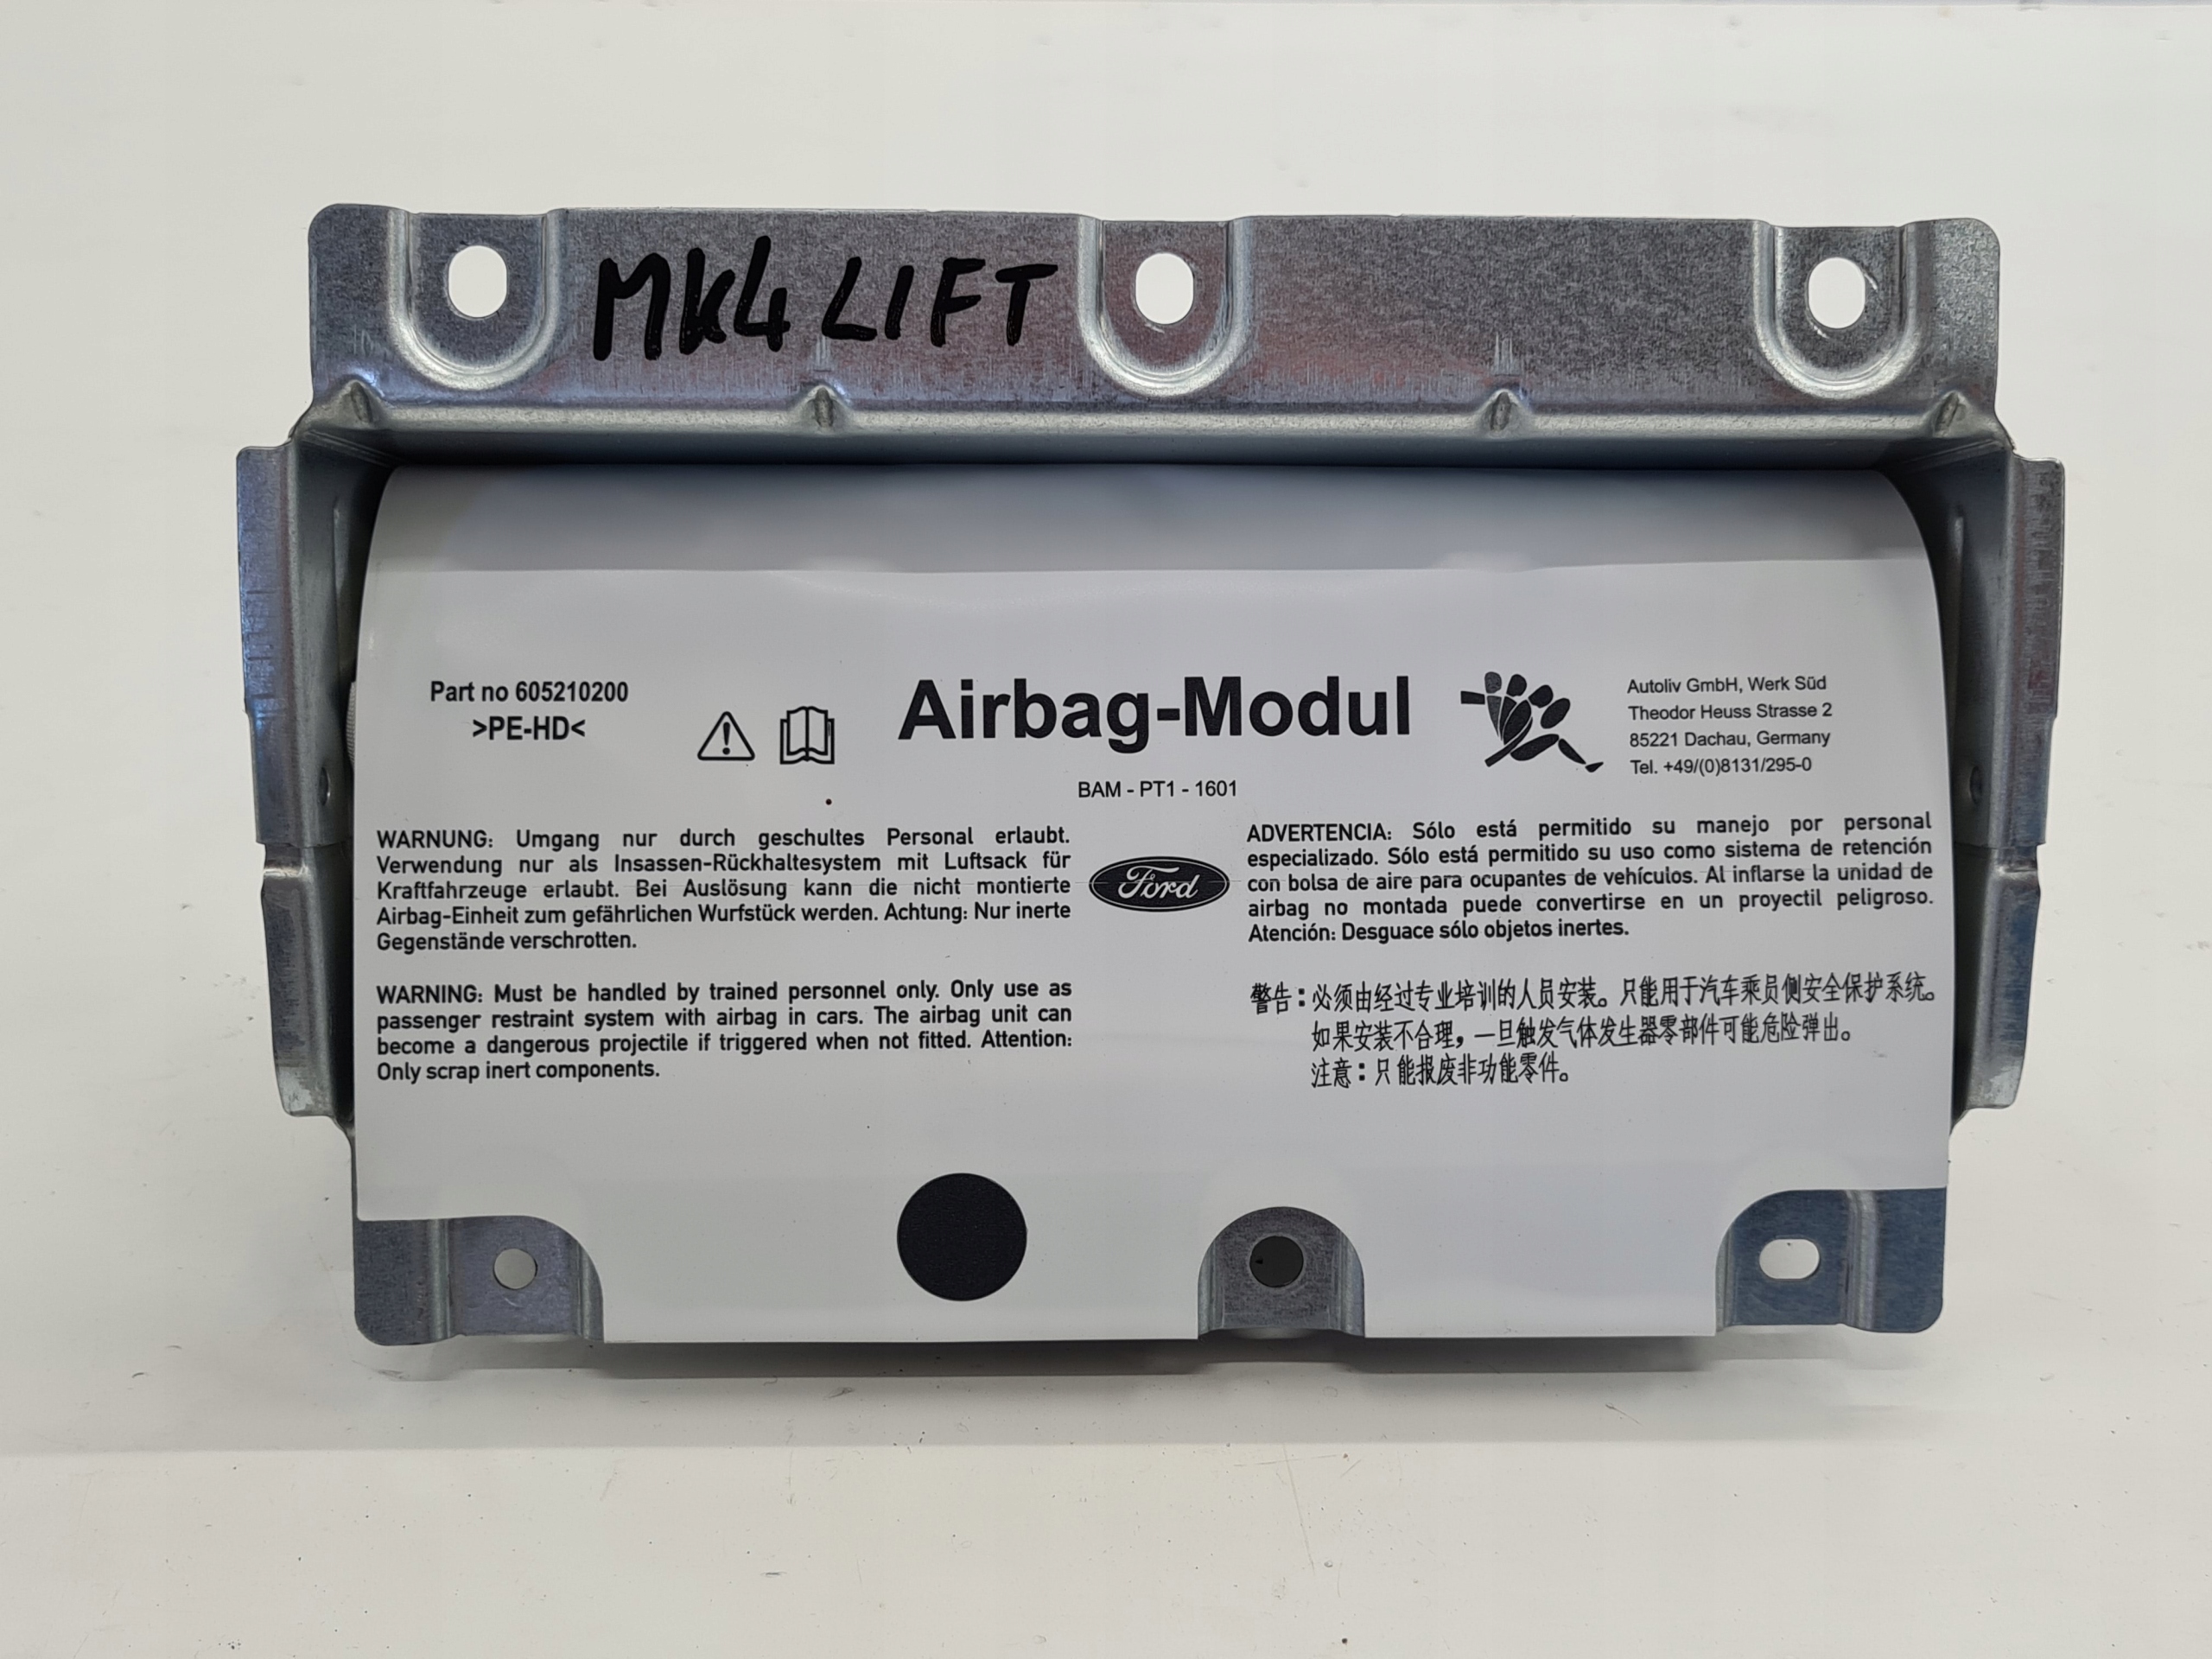 MK4 LIFT
Part no 605210200
>PE-HD<
Airbag-Modul
BAM - PT1 - 1601
Autoliv GmbH, Werk Süd
Theodor Heuss Strasse 2
85221 Dachau, Germany
Tel. +49/(0)8131/295-0
WARNUNG: Umgang nur durch geschultes Personal erlaubt.
Verwendung nur als Insassen-Rückhaltesystem mit Luftsack für
Kraftfahrzeuge erlaubt. Bei Auslösung kann die nicht montierte
Airbag-Einheit zum gefährlichen Wurfstück werden. Achtung: Nur inerte
Gegenstände verschrotten.
WARNING: Must be handled by trained personnel only. Only use as
passenger restraint system with airbag in cars. The airbag unit can
become a dangerous projectile if triggered when not fitted. Attention:
Only scrap inert components.
Ford
ADVERTENCIA: Sólo está permitido su manejo por personal
especializado. Sólo está permitido su uso como sistema de retención
con bolsa de aire para ocupantes de vehículos. Al inflarse la unidad de
airbag no montada puede convertirse en un proyectil peligroso.
Atención: Desguace sólo objetos inertes.
警告：必须由经过专业培训的人员安装。只能用于汽车乘员侧安全保护系统。
如果安装不合理，一旦触发气体发生器零部件可能危险弹出。
注意：只能报废非功能零件。